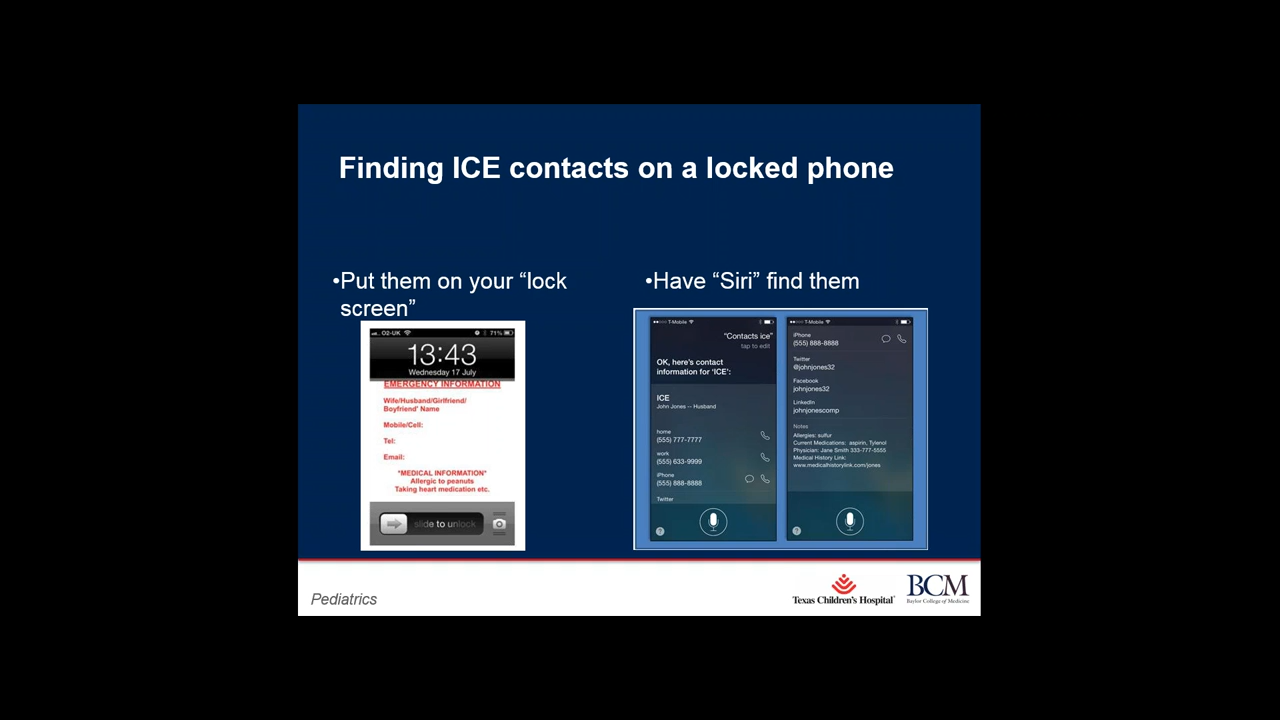 Finding ICE contacts on a locked phone
•Put them on your “lock
screen”
O2-UK 71%
13:43
Wednesday 17 July
EMERGENCY INFORMATION
Wife/Husband/Girlfriend/
Boyfriend' Name
Mobile/Cell:
Tel:
Email:
*MEDICAL INFORMATION*
Allergic to peanuts
Taking heart medication etc.
slide to unlock
•Have “Siri” find them
T-Mobile
“Contacts ice”
tap to edit
OK, here's contact
information for ‘ICE’:
ICE
John Jones -- Husband
home
(555) 777-7777
work
(555) 633-9999
iPhone
(555) 888-8888
Twitter
?
T-Mobile
iPhone
(555) 888-8888
Twitter
@johnjones32
Facebook
johnjones32
LinkedIn
johnjonescomp
Notes
Allergies: sulfur
Current Medications: aspirin, Tylenol
Physician: Jane Smith 333-777-5555
Medical History Link:
www.medicalhistorylink.com/jones
?
Pediatrics
Texas Children's Hospital
BCM
Baylor College of Medicine